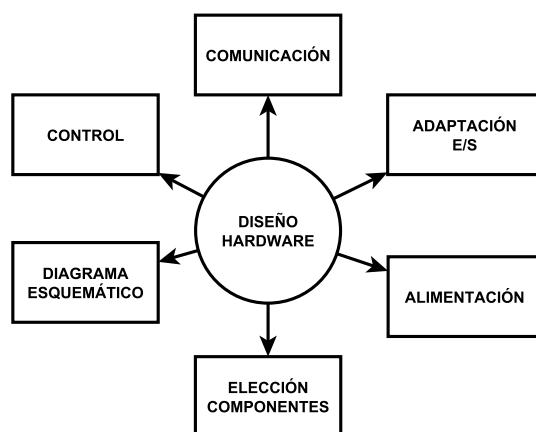 COMUNICACIÓN
CONTROL
ADAPTACIÓN
E/S
DISEÑO
HARDWARE
DIAGRAMA
ESQUEMÁTICO
ALIMENTACIÓN
ELECCIÓN
COMPONENTES